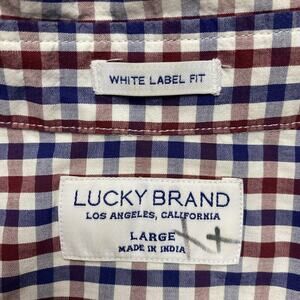 WHITE LABEL FIT
LUCKY BRAND
LOS ANGELES, CALIFORNIA
LARGE
MADE IN INDIA